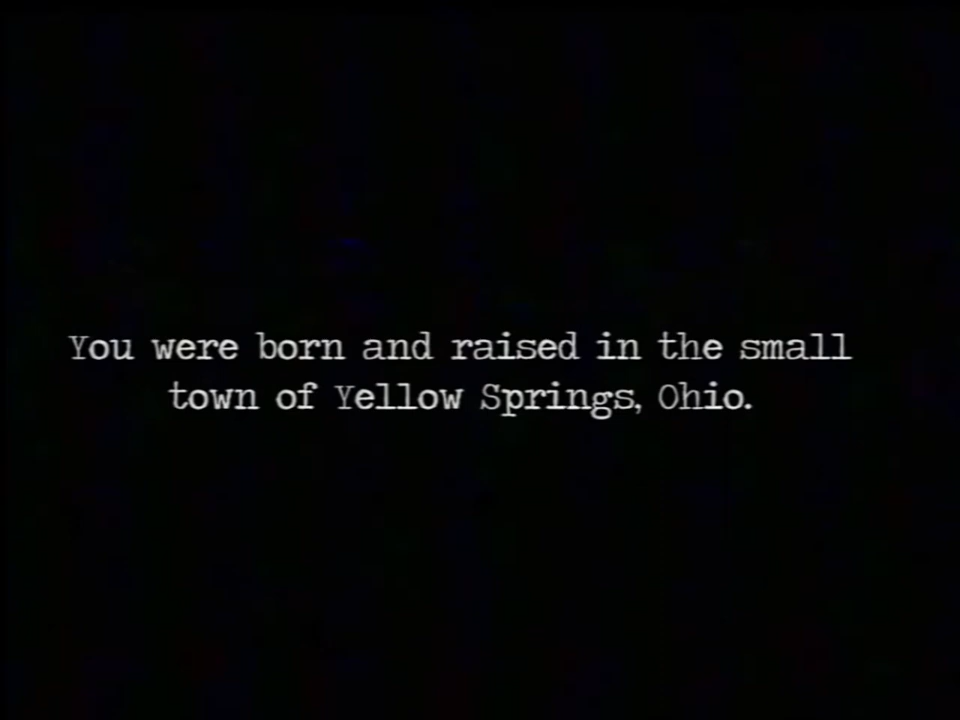 You were born and raised in the small
town of Yellow Springs, Ohio.